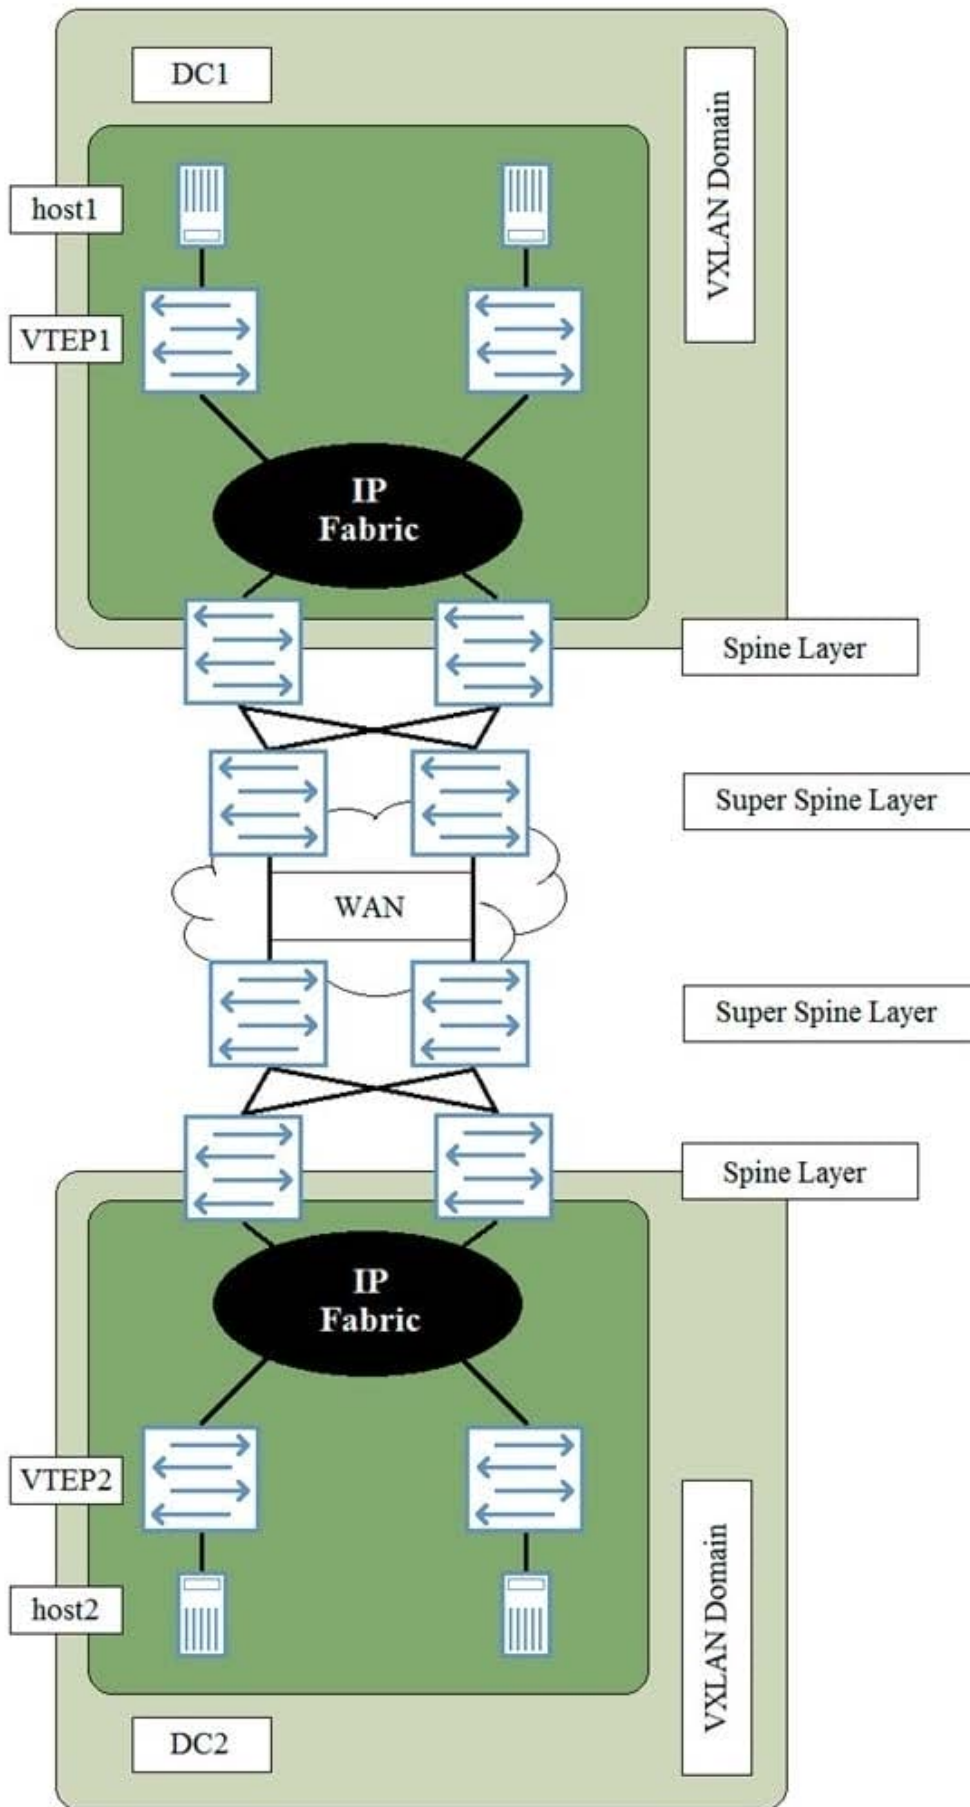 DC1
VXLAN Domain
host1
VTEP1
IP
Fabric
Spine Layer
Super Spine Layer
WAN
Super Spine Layer
Spine Layer
IP
Fabric
VTEP2
host2
VXLAN Domain
DC2